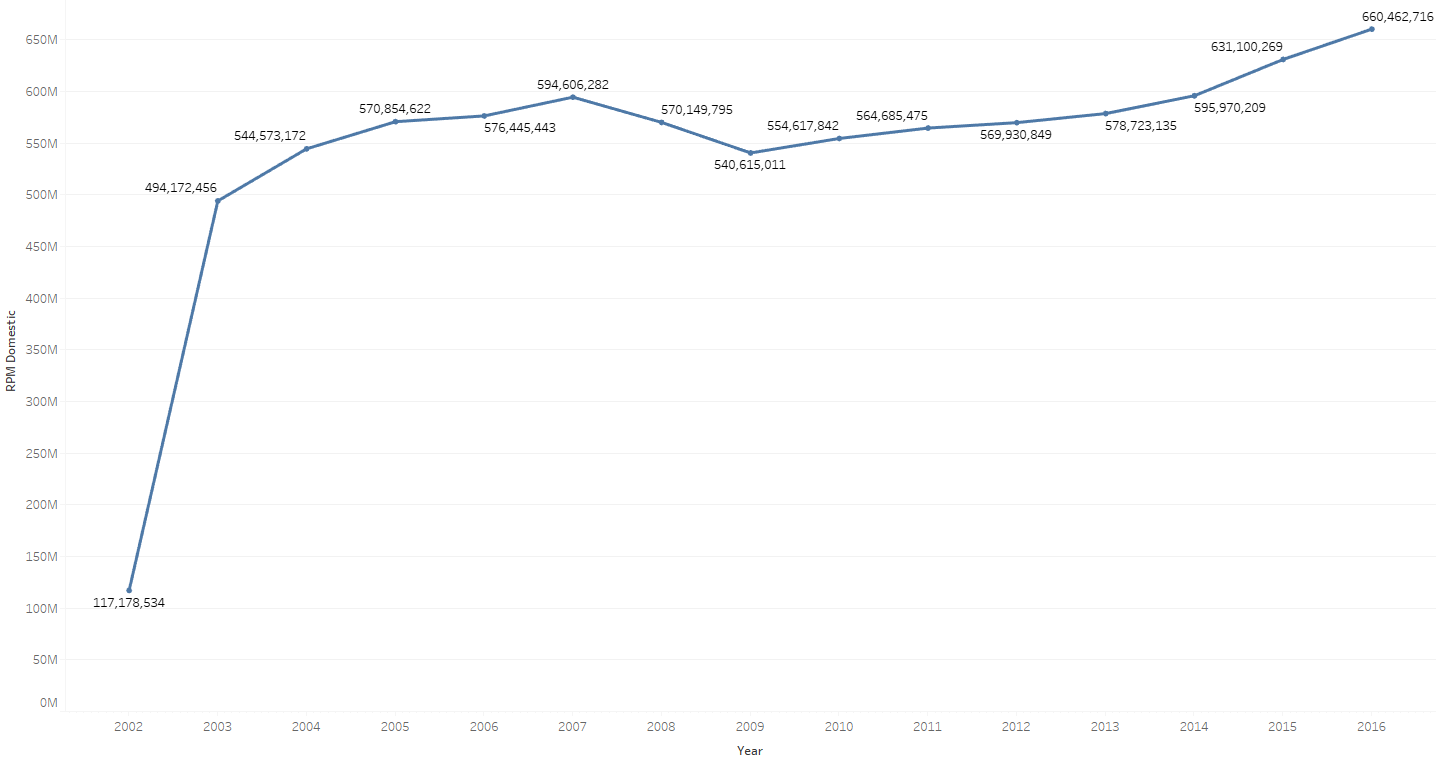 660,462,716
650M
631,100,269
600M
594,606,282
570,854,622
570,149,795
595,970,209
564,685,475
576,445,443
554,617,842
578,723,135
544,573,172
569,930,849
550M
540,615,011
494,172,456
500M
450M
400M
350M
RPM Domestic
300M
250M
200M
150M
117,178,534
100M
50M
0M
2002 2003 2004 2005 2006 2007 2008 2009 2010 2011 2012 2013 2014 2015 2016
Year